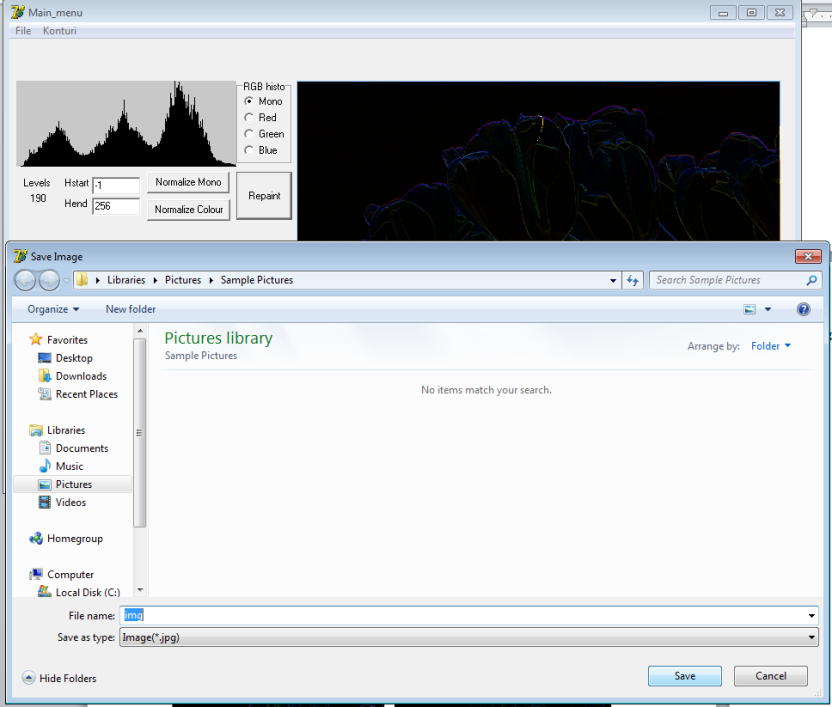 Main_menu
File Konturi
RGB histo
Mono
Red
Green
Blue
Levels
190
Hstart -1
Hend 256
Normalize Mono
Normalize Colour
Repaint
Save Image
Libraries Pictures Sample Pictures
Search Sample Pictures
Organize New folder
Favorites
Desktop
Downloads
Recent Places
Libraries
Documents
Music
Pictures
Videos
Homegroup
Computer
Local Disk (C:)
Pictures library
Sample Pictures
Arrange by: Folder
No items match your search.
File name: img
Save as type: Image(*.jpg)
Hide Folders
Save
Cancel